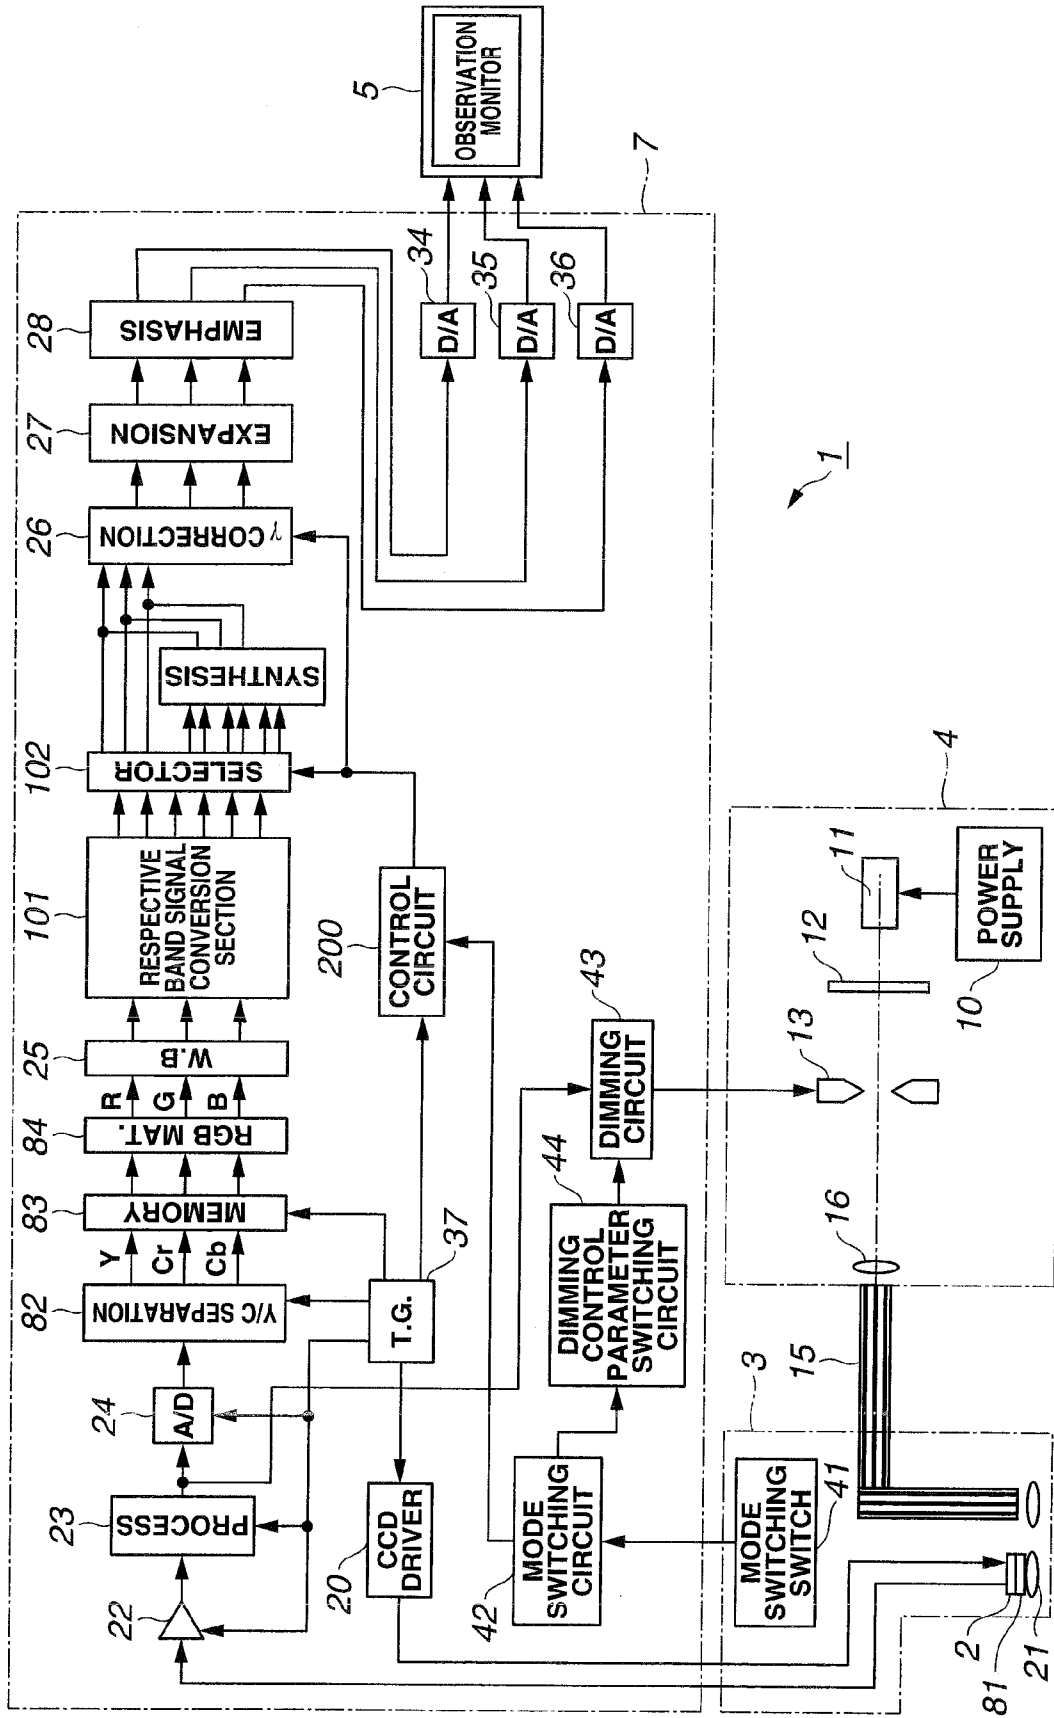 22
23
PROCESS
24
A/D
82
Y/C SEPARATION
Y
Cr
Cb
83
MEMORY
84
RGB MAT.
R
G
B
25
W.B
101
RESPECTIVE
BAND SIGNAL
CONVERSION
SECTION
102
SELECTOR
SYNTHESIS
26
γ CORRECTION
27
EXPANSION
28
EMPHASIS
5
OBSERVATION
MONITOR
34
D/A
35
D/A
36
D/A
7
20
CCD
DRIVER
T.G.
37
200
CONTROL
CIRCUIT
42
MODE
SWITCHING
CIRCUIT
44
DIMMING
CONTROL
PARAMETER
SWITCHING
CIRCUIT
43
DIMMING
CIRCUIT
1
3
MODE
SWITCHING
SWITCH
41
2
81
21
15
16
13
12
11
4
10
POWER
SUPPLY